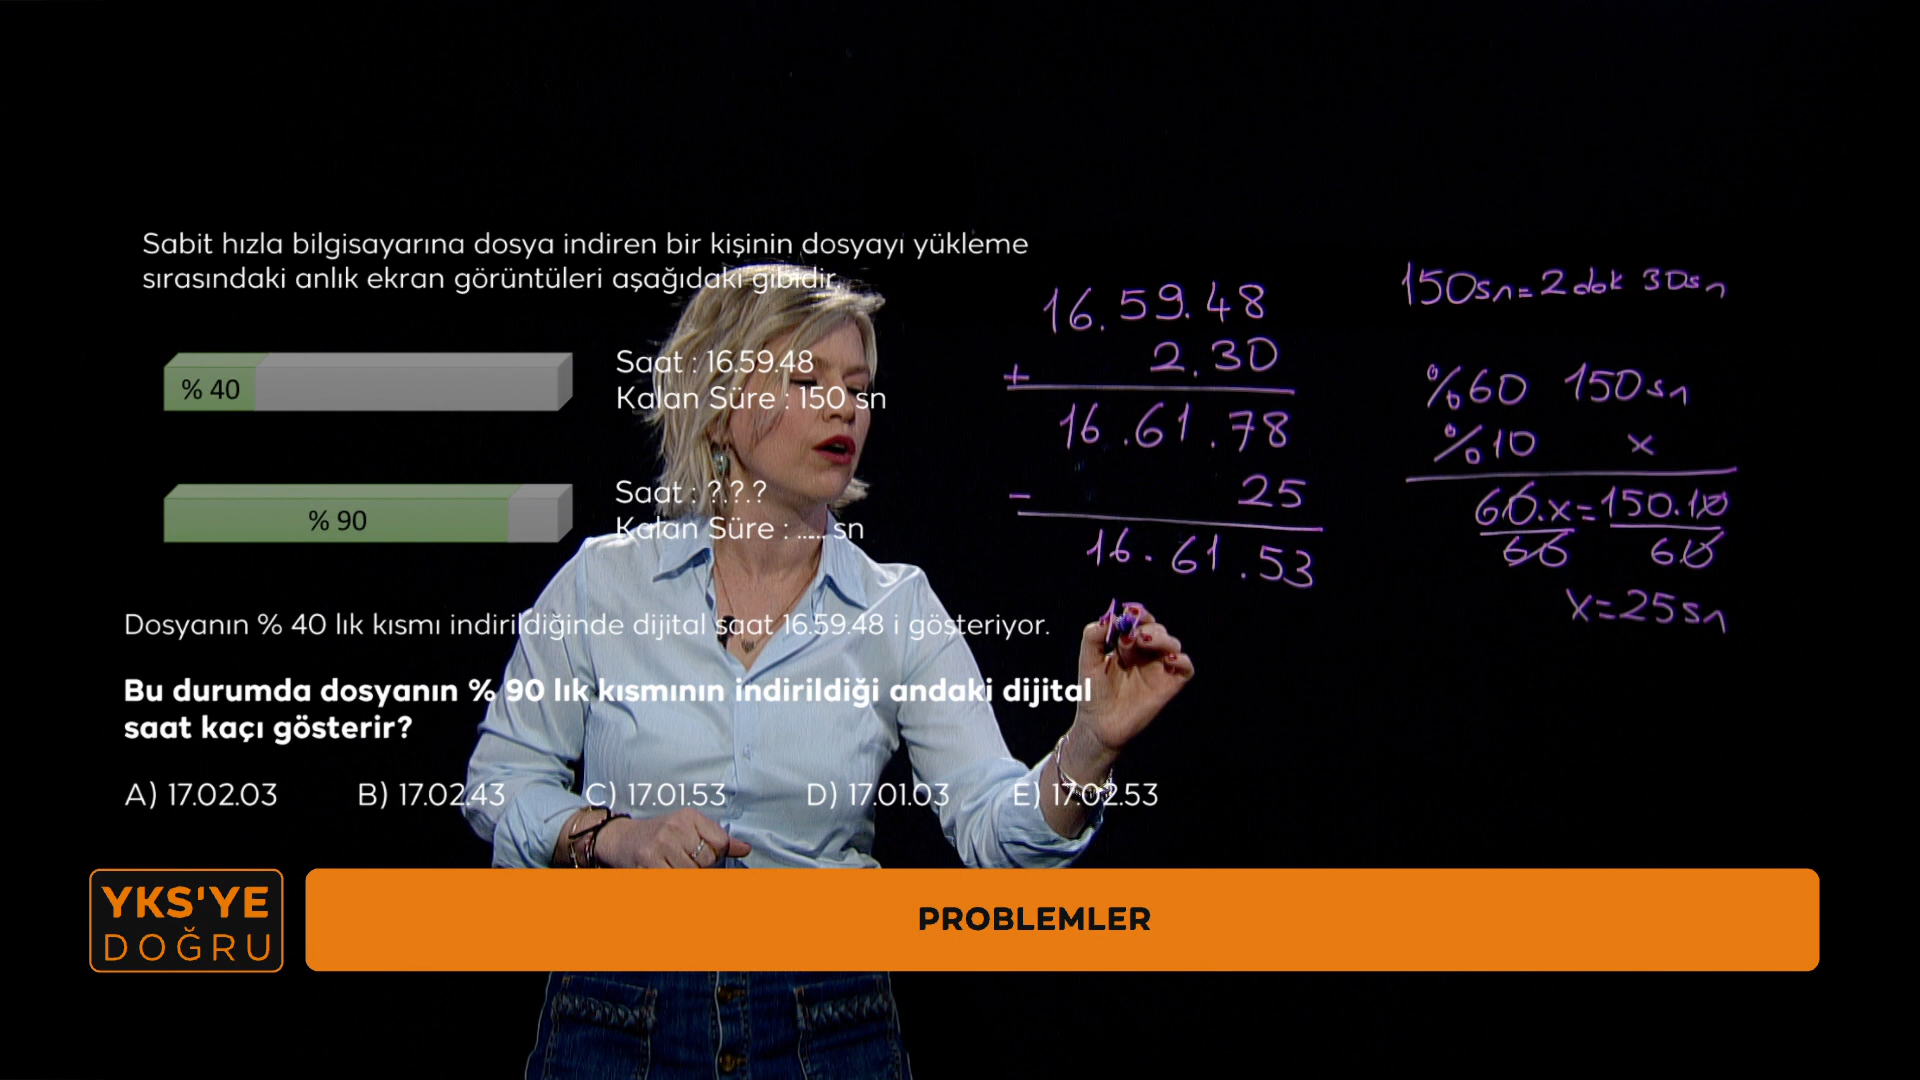 Sabit hızla bilgisayarına dosya indiren bir kişinin dosyayı yükleme
sırasındaki anlık ekran görüntüleri aşağıdaki gibidir.
% 40
Saat : 16.59.48
Kalan Süre : 150 sn
% 90
Saat : ?.?.?
Kalan Süre : ..... sn
Dosyanın % 40 lık kısmı indirildiğinde dijital saat 16.59.48 i gösteriyor.
Bu durumda dosyanın % 90 lık kısmının indirildiği andaki dijital
saat kaçı gösterir?
A) 17.02.03 B) 17.02.43 C) 17.01.53 D) 17.01.03 E) 17.02.53
16.59.48
+ 2.30
16.61.78
- 25
16.61.53
17
150sn=2dak 30sn
%60 150sn
%10 x
60.x=150.10
60 60
x=25sn
YKS'YE
DOĞRU
PROBLEMLER